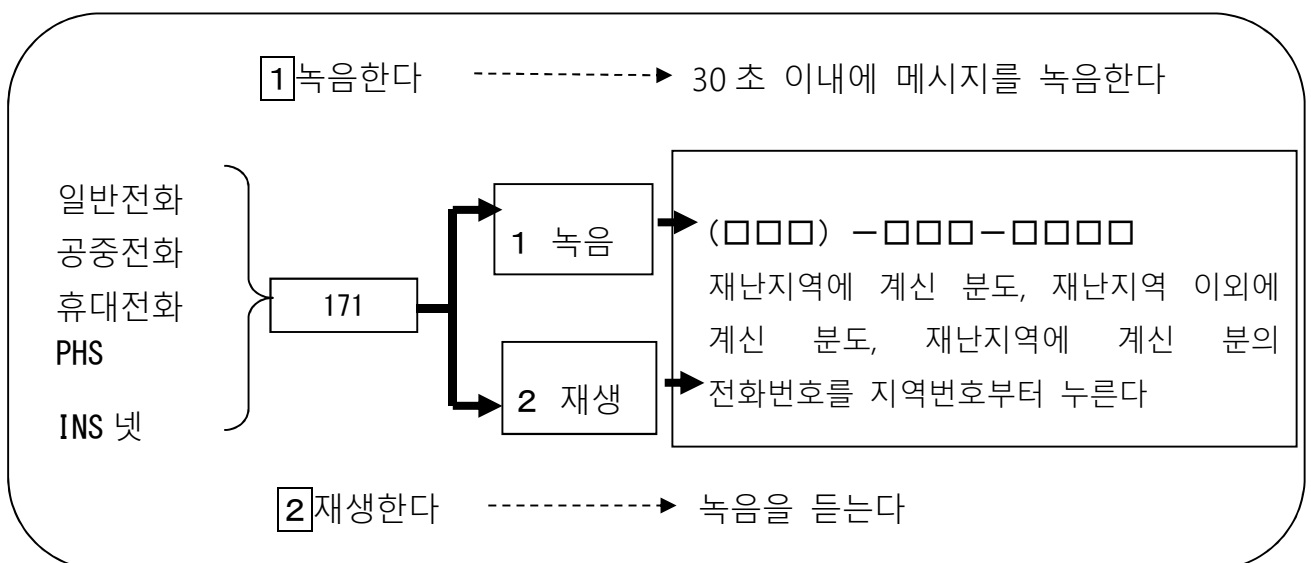 1 녹음한다 30초 이내에 메시지를 녹음한다
일반전화
공중전화
휴대전화
PHS
INS 넷
171
1 녹음
2 재생
(□□□) －□□□－□□□□
재난지역에 계신 분도, 재난지역 이외에
계신 분도, 재난지역에 계신 분의
전화번호를 지역번호부터 누른다
2 재생한다 녹음을 듣는다